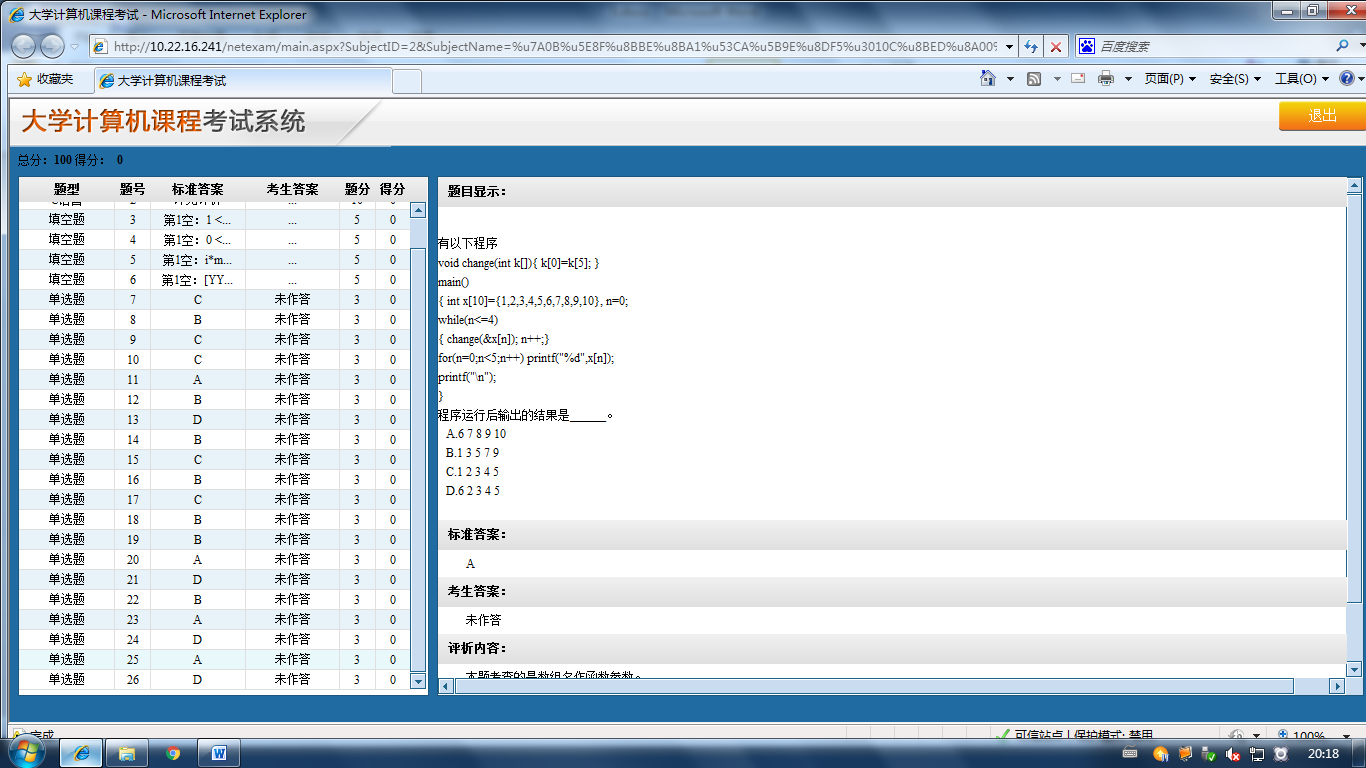 大学计算机课程考试 - Microsoft Internet Explorer
http://10.22.16.241/netexam/main.aspx?SubjectID=2&SubjectName=%u7A0B%u5E8F%u8BBE%u8BA1%u53CA%u5B9E%u8DF5%u3010C%u8BED%u8A00%
百度搜索
收藏夹
大学计算机课程考试
页面(P)
安全(S)
工具(O)
大学计算机课程考试系统
退出
总分：100 得分： 0
题型 题号 标准答案 考生答案 题分 得分
填空题 3 第1空：1 <... ... 5 0
填空题 4 第1空：0 <... ... 5 0
填空题 5 第1空：i*m... ... 5 0
填空题 6 第1空：[YY... ... 5 0
单选题 7 C 未作答 3 0
单选题 8 B 未作答 3 0
单选题 9 C 未作答 3 0
单选题 10 C 未作答 3 0
单选题 11 A 未作答 3 0
单选题 12 B 未作答 3 0
单选题 13 D 未作答 3 0
单选题 14 B 未作答 3 0
单选题 15 C 未作答 3 0
单选题 16 B 未作答 3 0
单选题 17 C 未作答 3 0
单选题 18 B 未作答 3 0
单选题 19 B 未作答 3 0
单选题 20 A 未作答 3 0
单选题 21 D 未作答 3 0
单选题 22 B 未作答 3 0
单选题 23 A 未作答 3 0
单选题 24 D 未作答 3 0
单选题 25 A 未作答 3 0
单选题 26 D 未作答 3 0
题目显示：
有以下程序
void change(int k[]){ k[0]=k[5]; }
main()
{ int x[10]={1,2,3,4,5,6,7,8,9,10}, n=0;
while(n<=4)
{ change(&x[n]); n++;}
for(n=0;n<5;n++) printf("%d",x[n]);
printf("\n");
}
程序运行后输出的结果是______。
A.6 7 8 9 10
B.1 3 5 7 9
C.1 2 3 4 5
D.6 2 3 4 5
标准答案：
A
考生答案：
未作答
评析内容：
本题考查的是数组名作函数参数。
完成
可信站点 | 保护模式: 禁用
100%
20:18